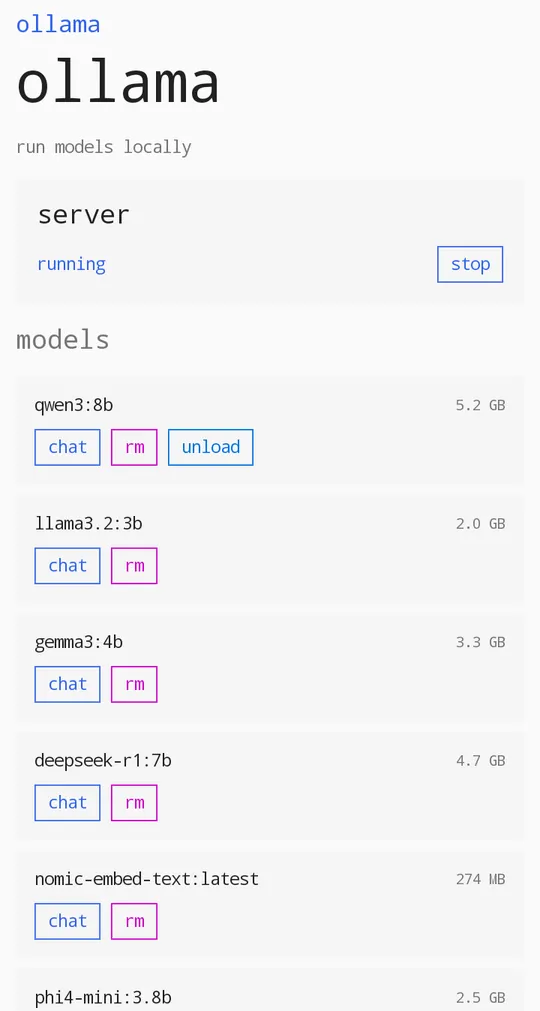 ollama
ollama
run models locally
server
running stop
models
qwen3:8b 5.2 GB
chat rm unload
llama3.2:3b 2.0 GB
chat rm
gemma3:4b 3.3 GB
chat rm
deepseek-r1:7b 4.7 GB
chat rm
nomic-embed-text:latest 274 MB
chat rm
phi4-mini:3.8b 2.5 GB